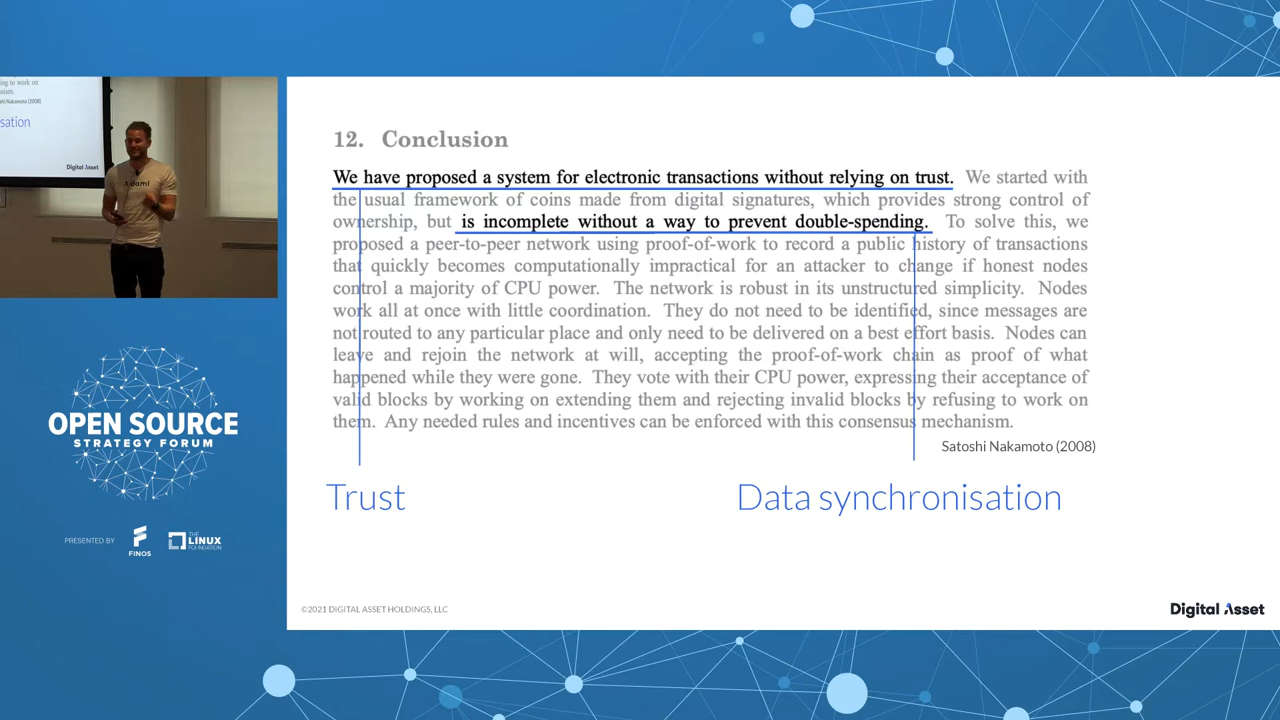 ing to work on
anism.
Satoshi Nakamoto (2008)
sation
Digital Asset
daml
OPEN SOURCE
STRATEGY FORUM
PRESENTED BY
FINOS
THE
LINUX
FOUNDATION
12. Conclusion
We have proposed a system for electronic transactions without relying on trust. We started with
the usual framework of coins made from digital signatures, which provides strong control of
ownership, but is incomplete without a way to prevent double-spending. To solve this, we
proposed a peer-to-peer network using proof-of-work to record a public history of transactions
that quickly becomes computationally impractical for an attacker to change if honest nodes
control a majority of CPU power. The network is robust in its unstructured simplicity. Nodes
work all at once with little coordination. They do not need to be identified, since messages are
not routed to any particular place and only need to be delivered on a best effort basis. Nodes can
leave and rejoin the network at will, accepting the proof-of-work chain as proof of what
happened while they were gone. They vote with their CPU power, expressing their acceptance of
valid blocks by working on extending them and rejecting invalid blocks by refusing to work on
them. Any needed rules and incentives can be enforced with this consensus mechanism.
Satoshi Nakamoto (2008)
Trust
Data synchronisation
©2021 DIGITAL ASSET HOLDINGS, LLC
Digital Asset